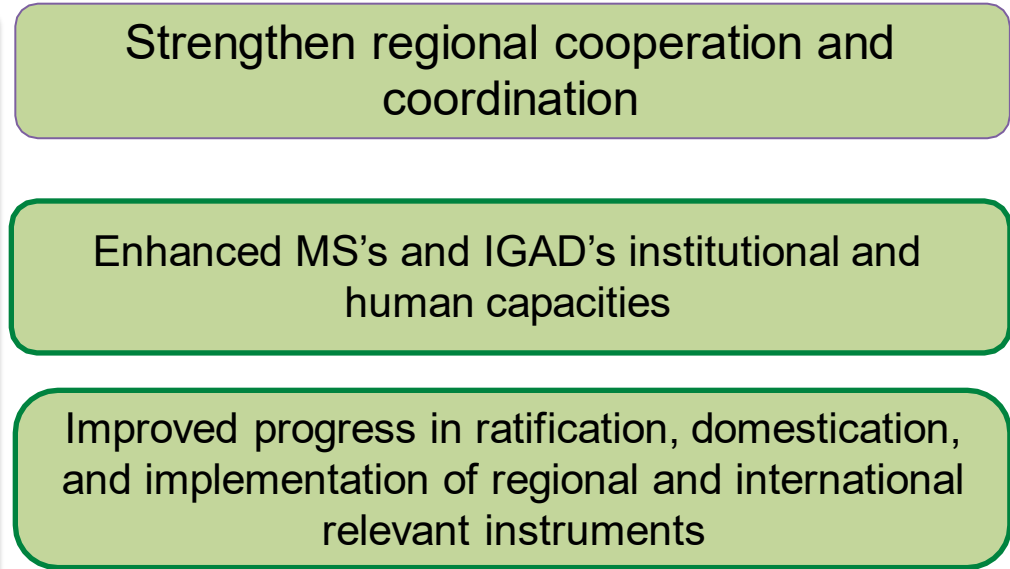 Strengthen regional cooperation and
coordination
Enhanced MS’s and IGAD’s institutional and
human capacities
Improved progress in ratification, domestication,
and implementation of regional and international
relevant instruments